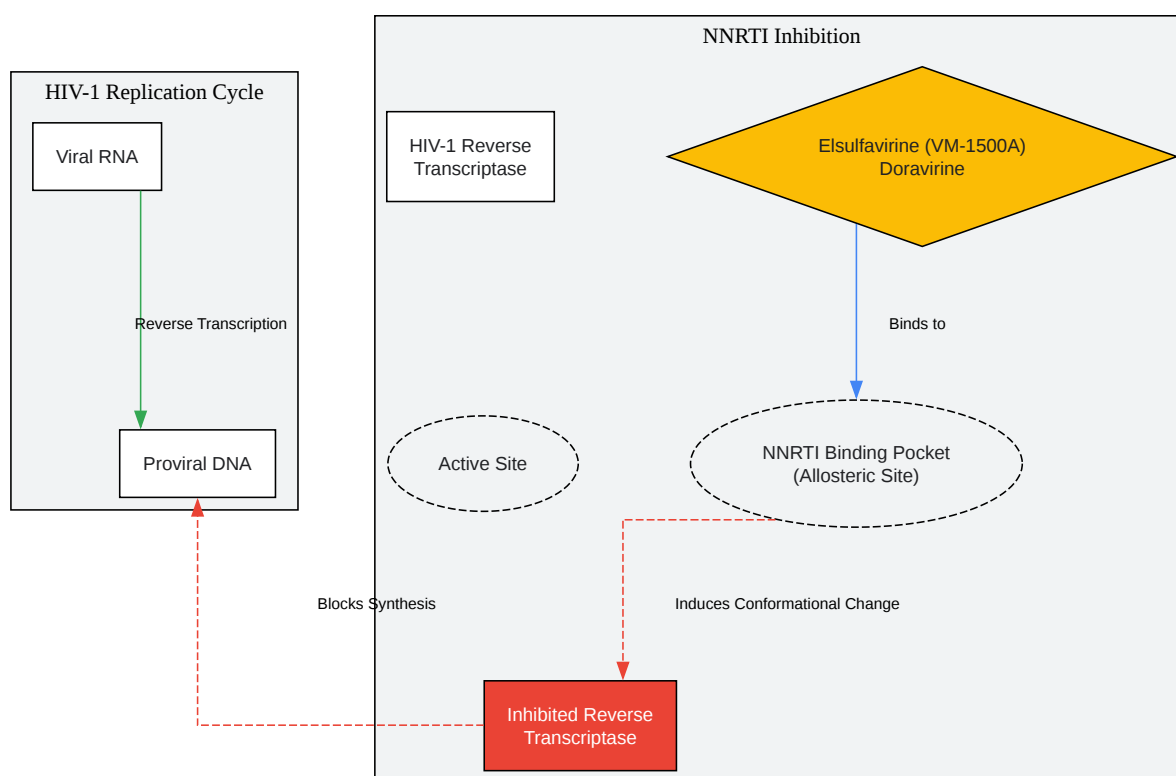 NNRTI Inhibition
HIV-1 Replication Cycle
Viral RNA
HIV-1 Reverse
Transcriptase
Elsulfavirine (VM-1500A)
Doravirine
Reverse Transcription
Binds to
Proviral DNA
Active Site
NNRTI Binding Pocket
(Allosteric Site)
Blocks Synthesis
Induces Conformational Change
Inhibited Reverse
Transcriptase